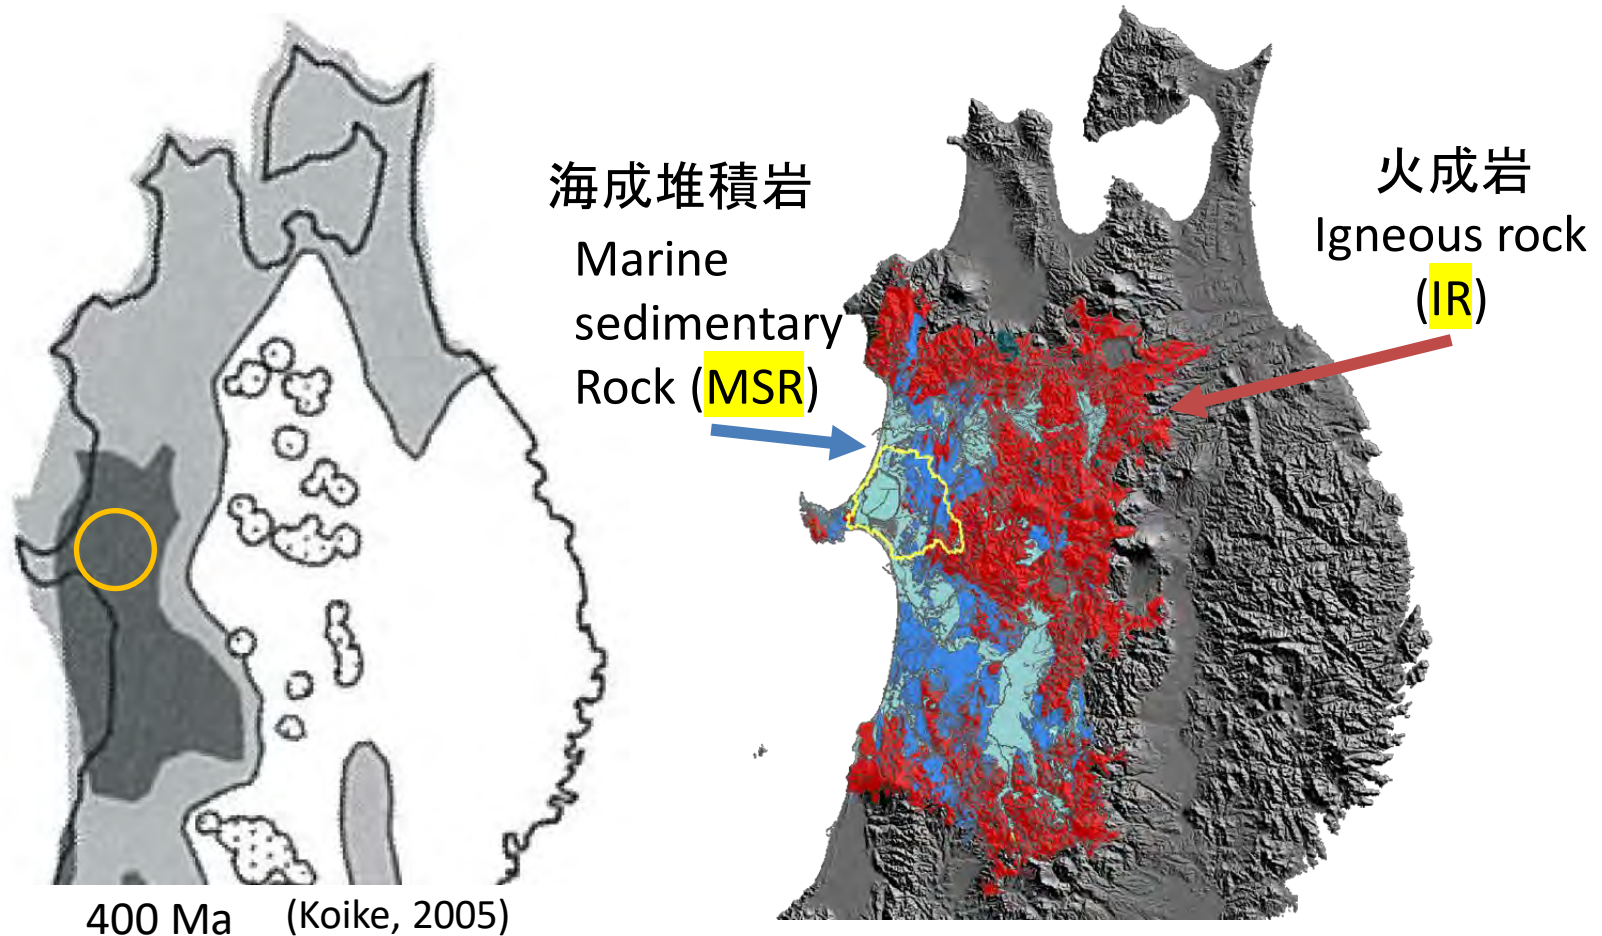 海成堆積岩
Marine
sedimentary
Rock (MSR)
火成岩
Igneous rock
(IR)
400 Ma
(Koike, 2005)